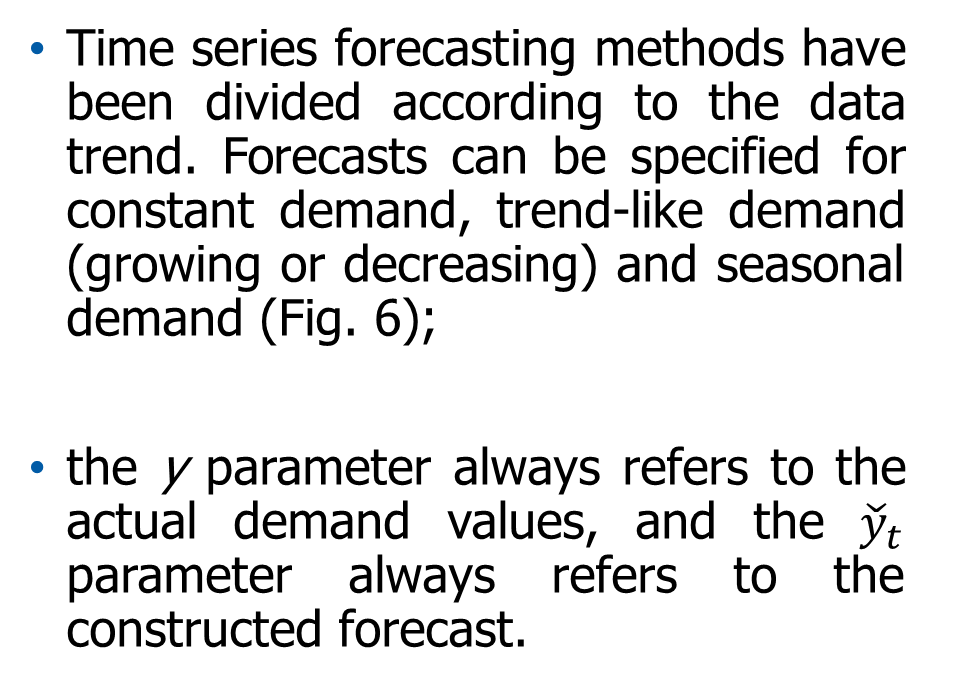 • Time series forecasting methods have
been divided according to the data
trend. Forecasts can be specified for
constant demand, trend-like demand
(growing or decreasing) and seasonal
demand (Fig. 6);
• the y parameter always refers to the
actual demand values, and the y̌ₜ
parameter always refers to the
constructed forecast.